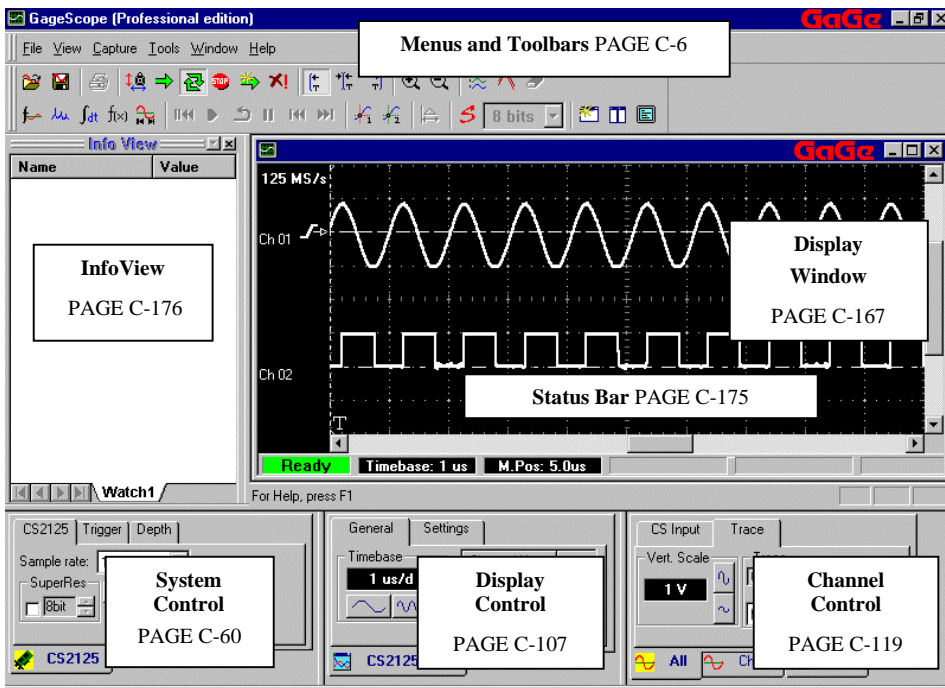 GageScope (Professional edition)
GaGe
File View Capture Tools Window Help
Menus and Toolbars PAGE C-6
8 bits
Info View
Name Value
InfoView
PAGE C-176
Watch1
GaGe
125 MS/s
Ch 01
Display
Window
PAGE C-167
Ch 02
Status Bar PAGE C-175
T
Ready Timebase: 1 us M.Pos: 5.0us
For Help, press F1
CS2125 Trigger Depth
Sample rate:
SuperRes
8bit
System
Control
PAGE C-60
CS2125
General Settings
Timebase
1 us/d
Display
Control
PAGE C-107
CS2125
CS Input Trace
Vert. Scale
1 V
Channel
Control
PAGE C-119
All Ch